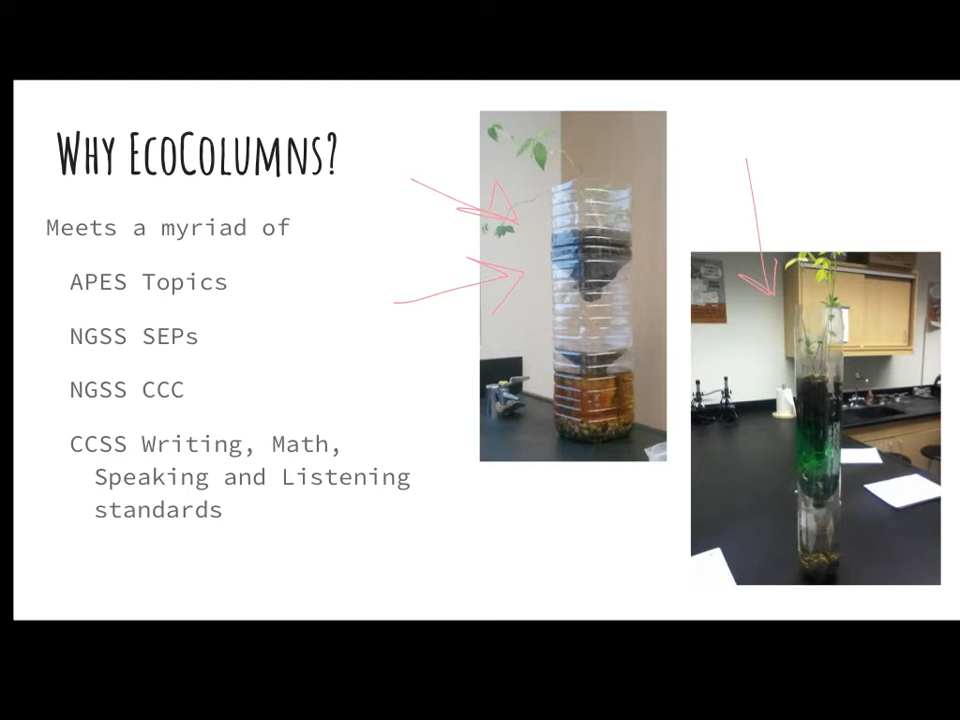 Why EcoColumns?
Meets a myriad of
APES Topics
NGSS SEPs
NGSS CCC
CCSS Writing, Math,
Speaking and Listening
standards